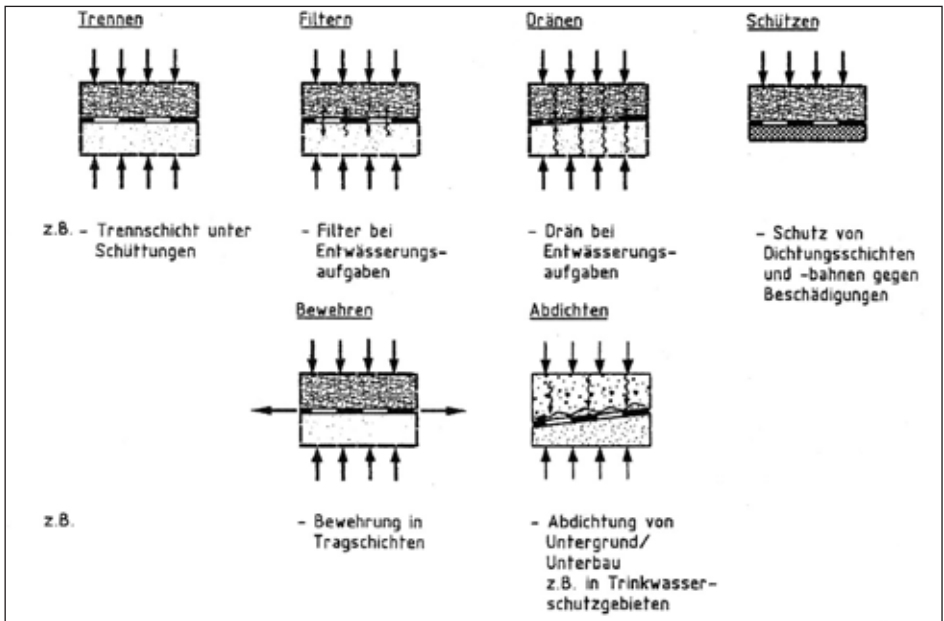 Trennen
Filtern
Dränen
Schützen
z.B. - Trennschicht unter
Schüttungen
- Filter bei
Entwässerungs-
aufgaben
- Drän bei
Entwässerungs-
aufgaben
- Schutz von
Dichtungsschichten
und -bahnen gegen
Beschädigungen
Bewehren
Abdichten
z.B.
- Bewehrung in
Tragschichten
- Abdichtung von
Untergrund/
Unterbau
z.B. in Trinkwasser-
schutzgebieten